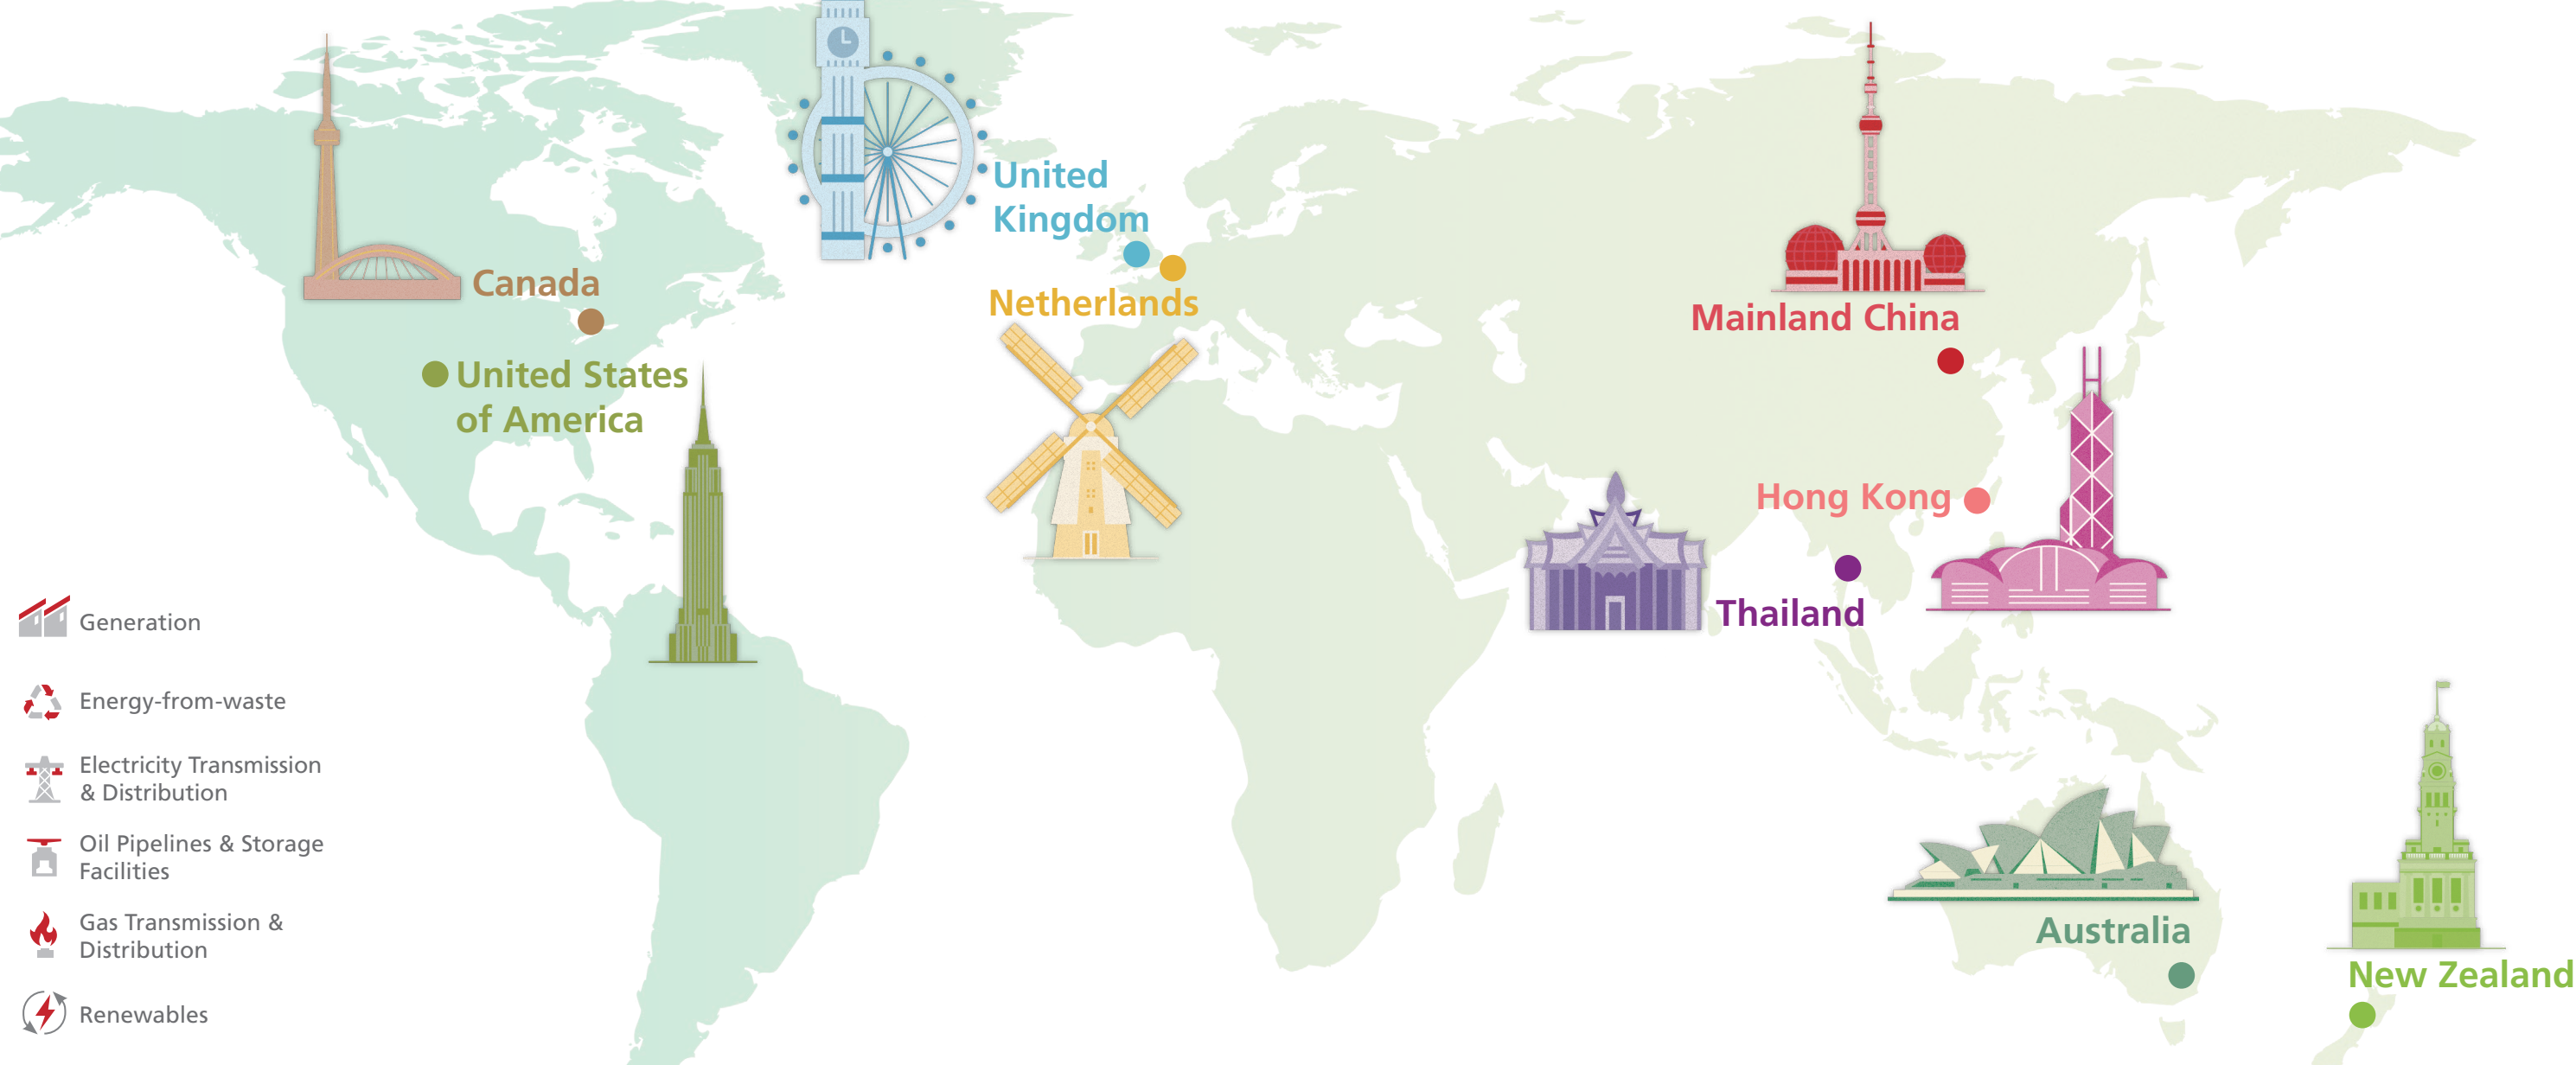 United
Kingdom
Canada
Netherlands
Mainland China
United States
of America
Hong Kong
Thailand
Generation
Energy-from-waste
Electricity Transmission
& Distribution
Oil Pipelines & Storage
Facilities
Gas Transmission &
Distribution
Renewables
Australia
New Zealand